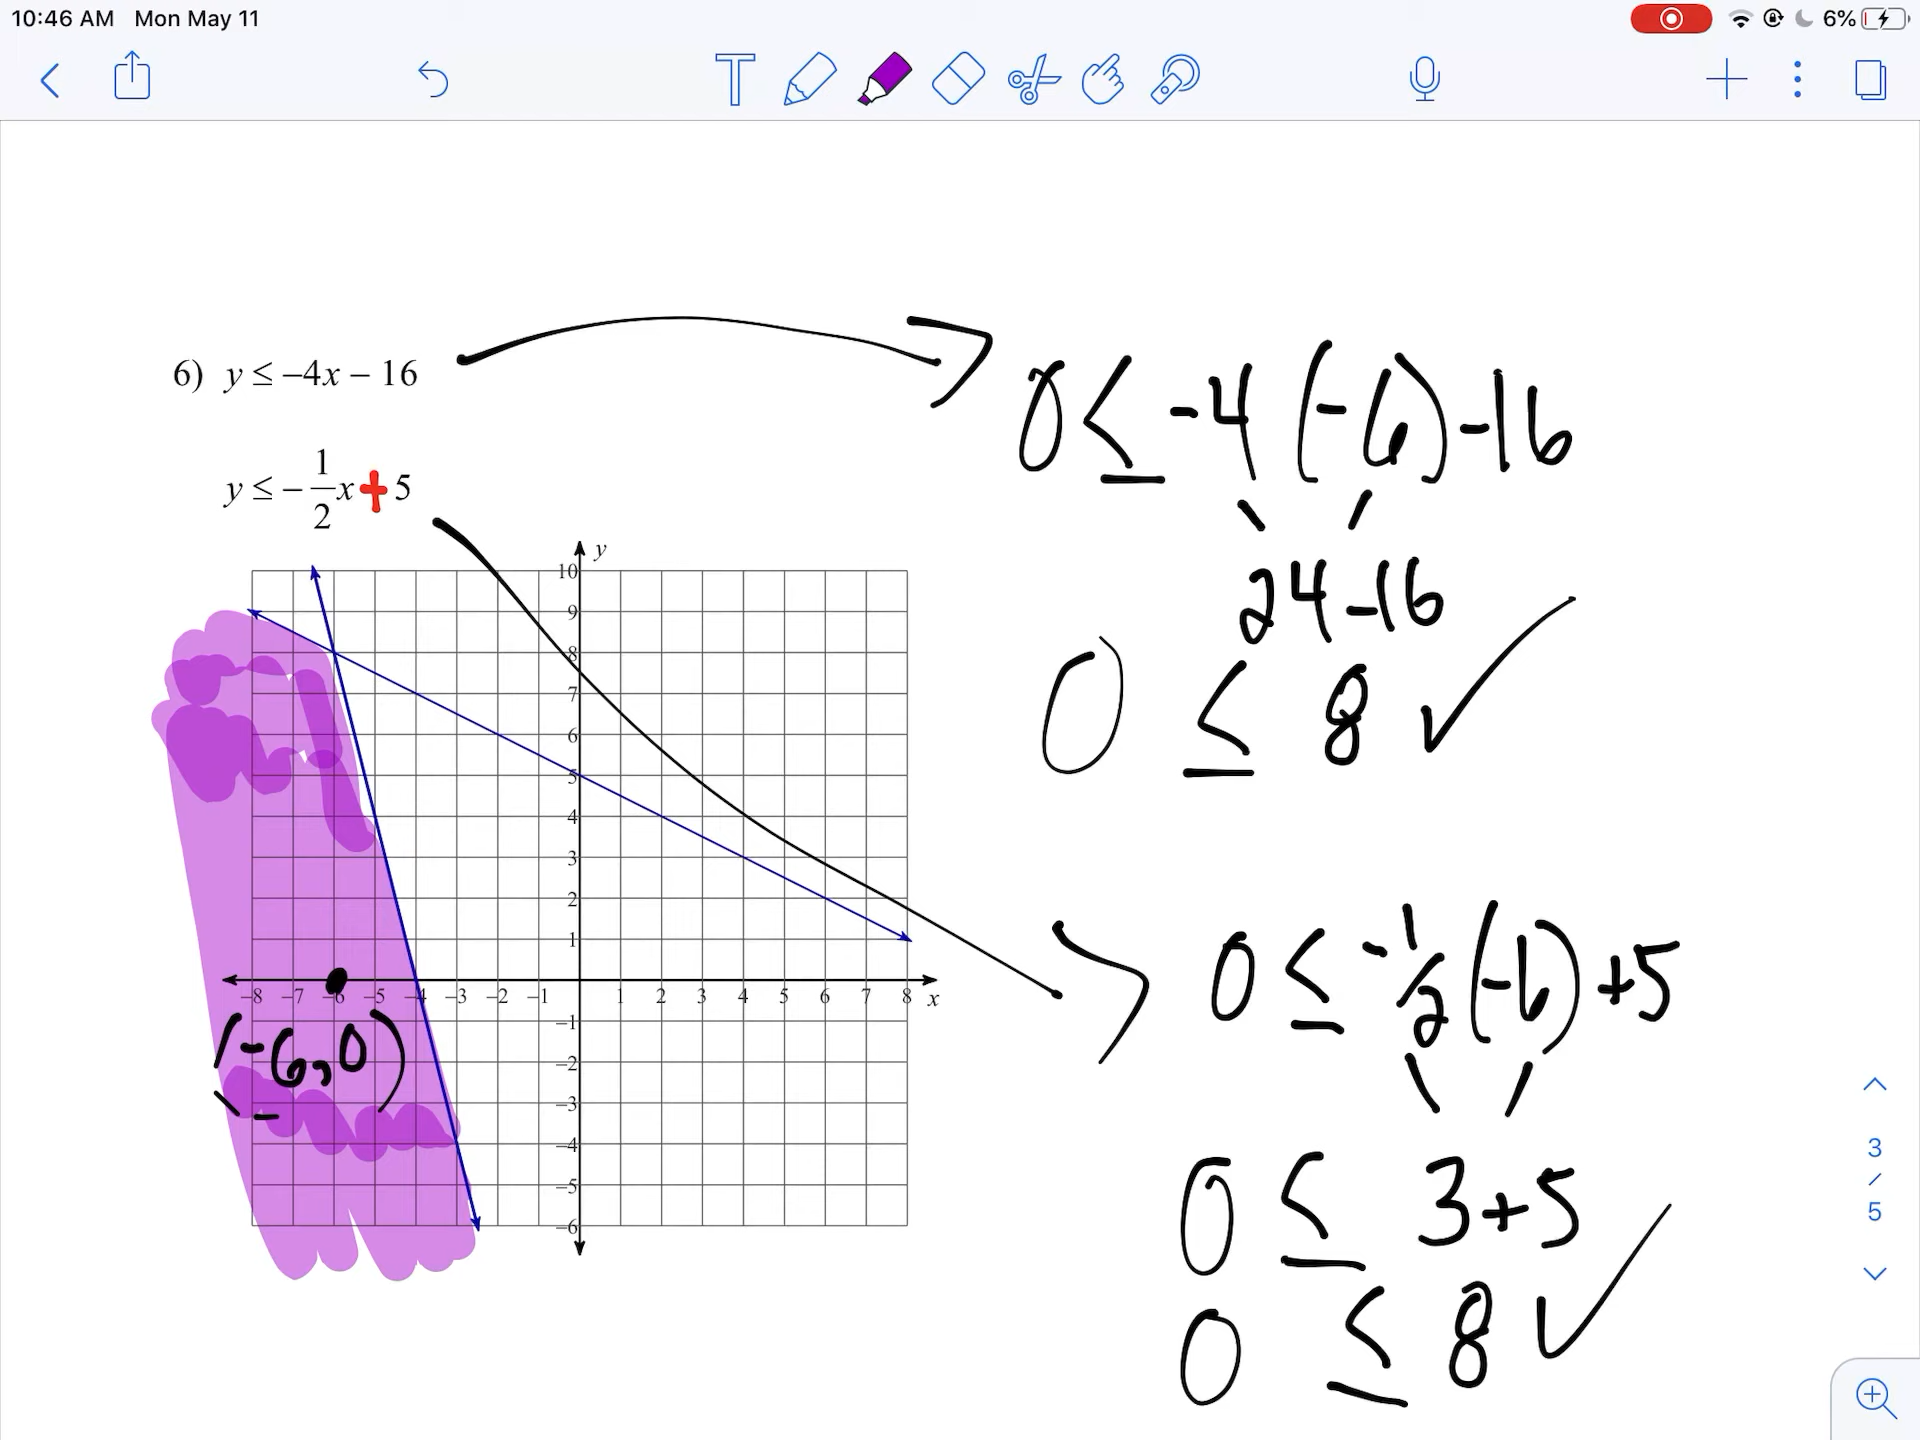 10:46 AM Mon May 11
6%
T
6) y ≤ −4x − 16
0 ≤ -4 (-6) -16
y ≤ −1/2x + 5
24 -16
0 ≤ 8 ✓
y
10
9
8
7
6
5
4
3
2
1
−8 −7 −6 −5 −4 −3 −2 −1 1 2 3 4 5 6 7 8 x
−1
−2
−3
−4
−5
−6
(-6,0)
0 ≤ -1/2 (-6) +5
0 ≤ 3+5
0 ≤ 8 ✓
3
/
5